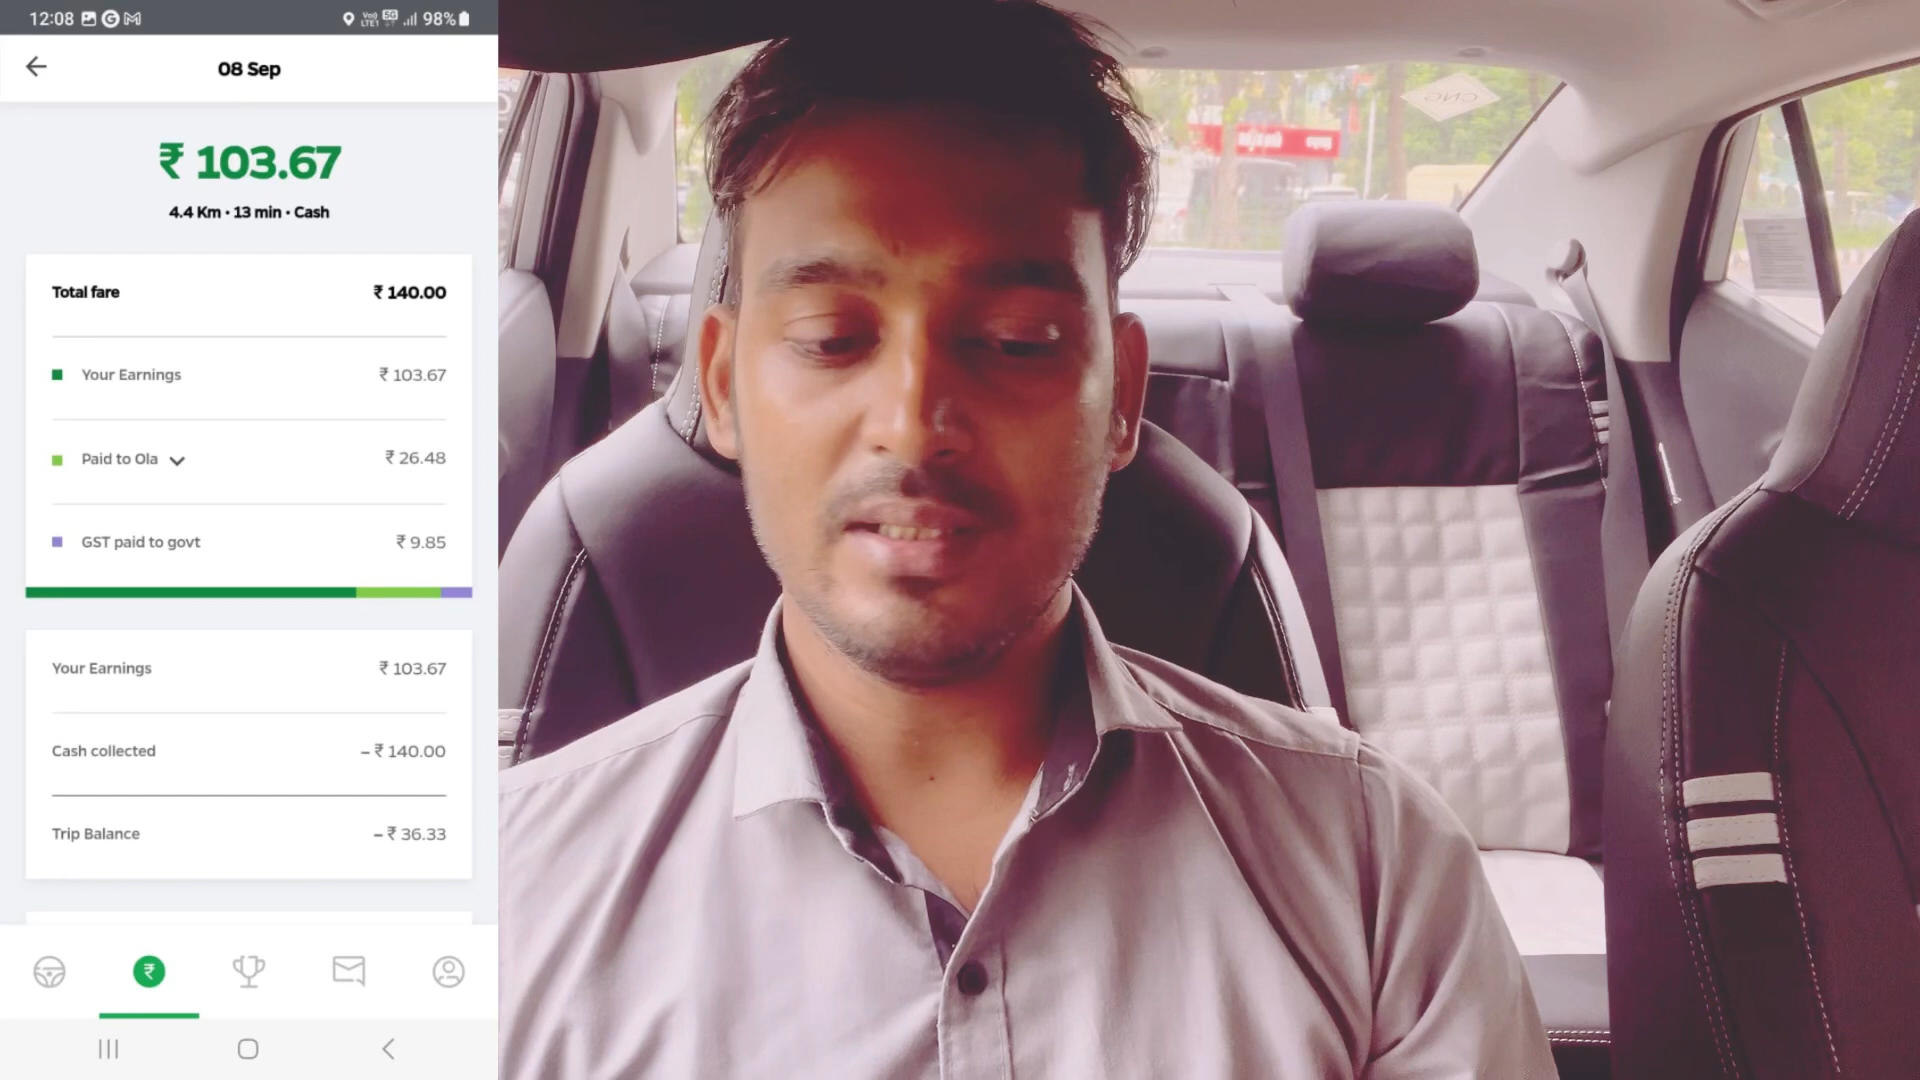 12:08 98%
08 Sep
₹ 103.67
4.4 Km · 13 min · Cash
Total fare ₹ 140.00
Your Earnings ₹ 103.67
Paid to Ola ₹ 26.48
GST paid to govt ₹ 9.85
Your Earnings ₹ 103.67
Cash collected – ₹ 140.00
Trip Balance – ₹ 36.33
CNG